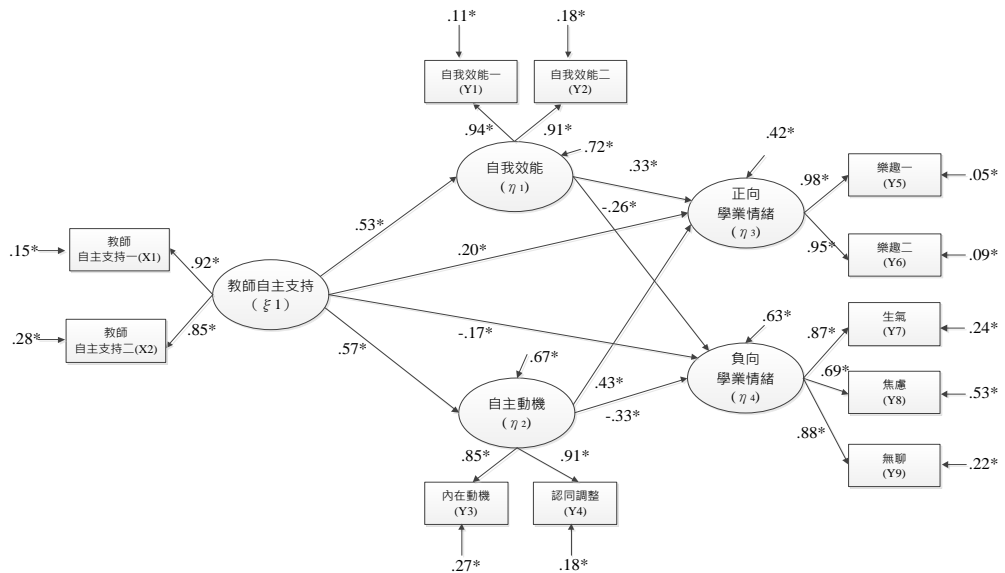 .11*
.18*
自我效能一
(Y1)
自我效能二
(Y2)
.94*
.91*
.72*
自我效能
(η1)
.33*
.42*
正向
學業情緒
(η3)
.98*
樂趣一
(Y5)
.05*
.95*
樂趣二
(Y6)
.09*
-.26*
.53*
.20*
.15*
教師
自主支持一(X1)
.92*
教師自主支持
(ξ1)
.28*
教師
自主支持二(X2)
.85*
-.17*
.57*
.63*
負向
學業情緒
(η4)
.87*
生氣
(Y7)
.24*
.69*
焦慮
(Y8)
.53*
.88*
無聊
(Y9)
.22*
.67*
自主動機
(η2)
.43*
-.33*
.85*
.91*
內在動機
(Y3)
認同調整
(Y4)
.27*
.18*